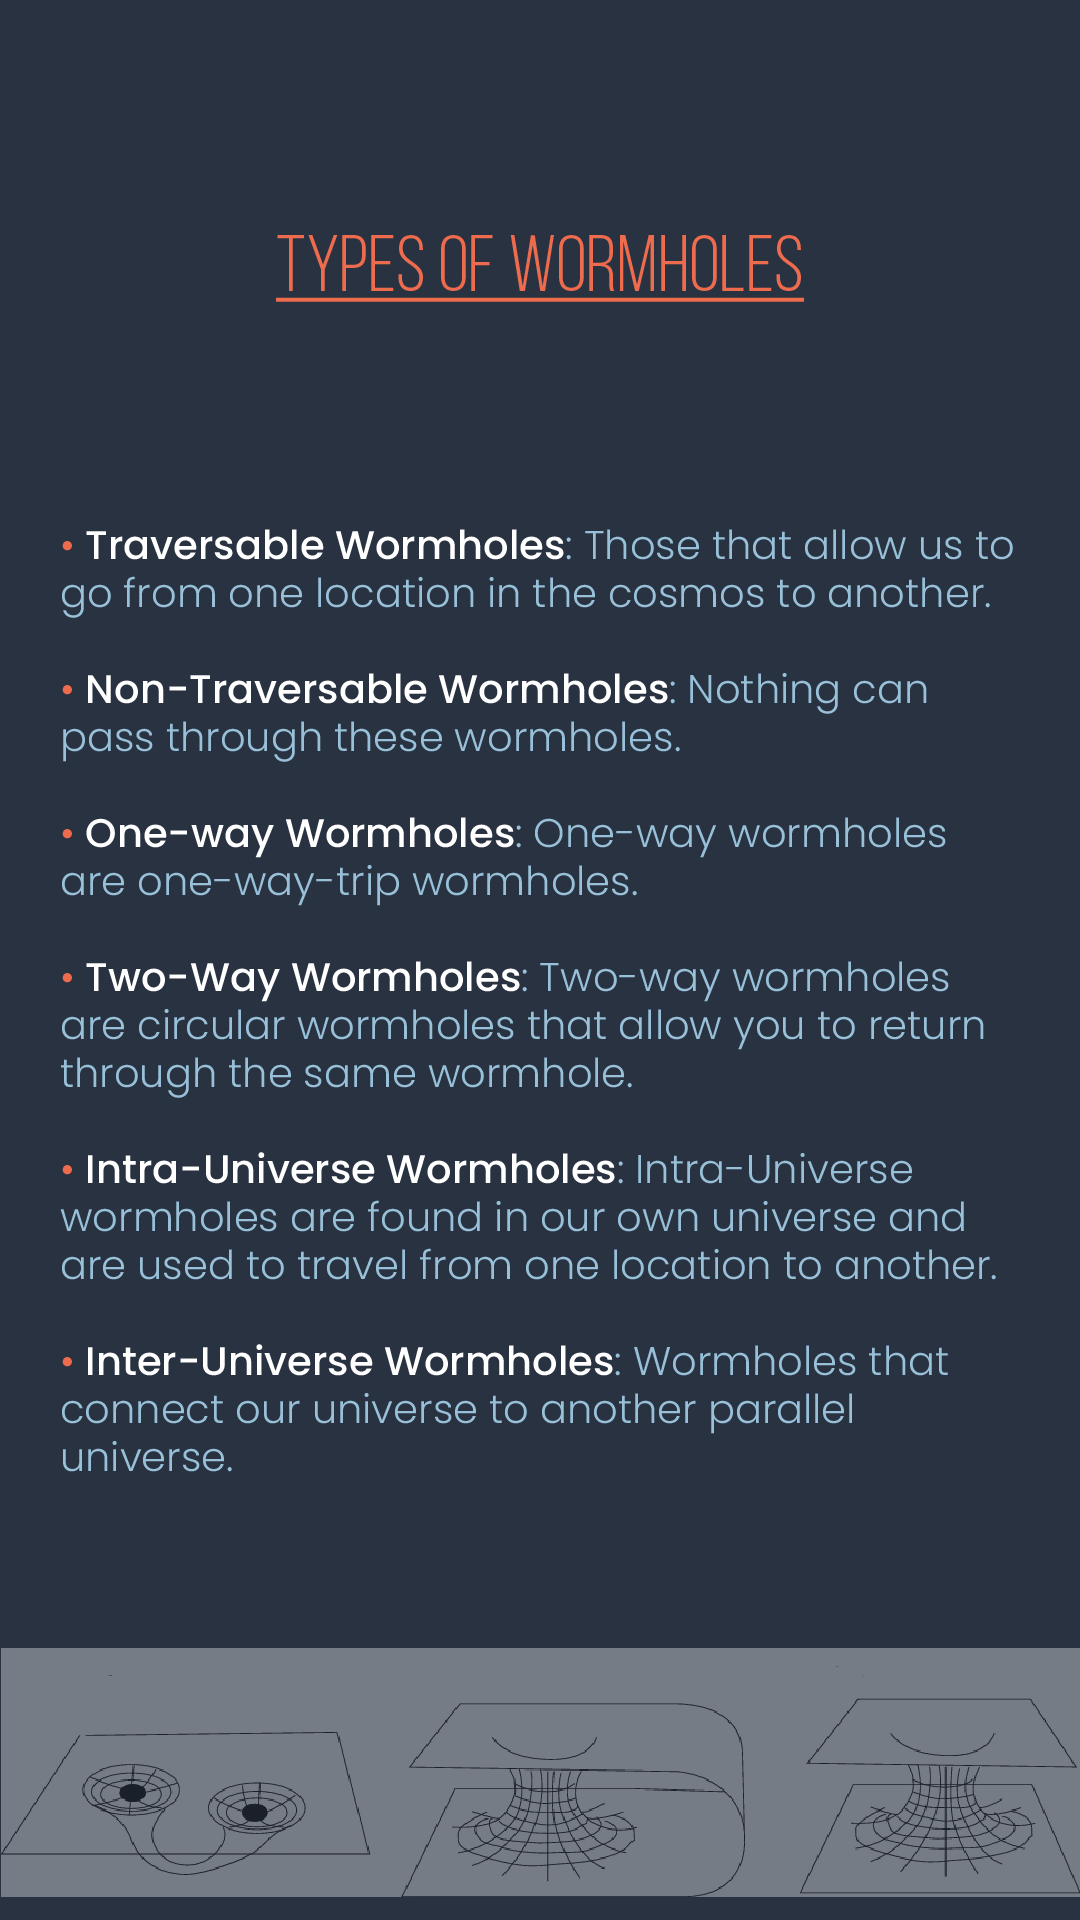 TYPES OF WORMHOLES
• Traversable Wormholes: Those that allow us to
go from one location in the cosmos to another.
• Non-Traversable Wormholes: Nothing can
pass through these wormholes.
• One-way Wormholes: One-way wormholes
are one-way-trip wormholes.
• Two-Way Wormholes: Two-way wormholes
are circular wormholes that allow you to return
through the same wormhole.
• Intra-Universe Wormholes: Intra-Universe
wormholes are found in our own universe and
are used to travel from one location to another.
• Inter-Universe Wormholes: Wormholes that
connect our universe to another parallel
universe.